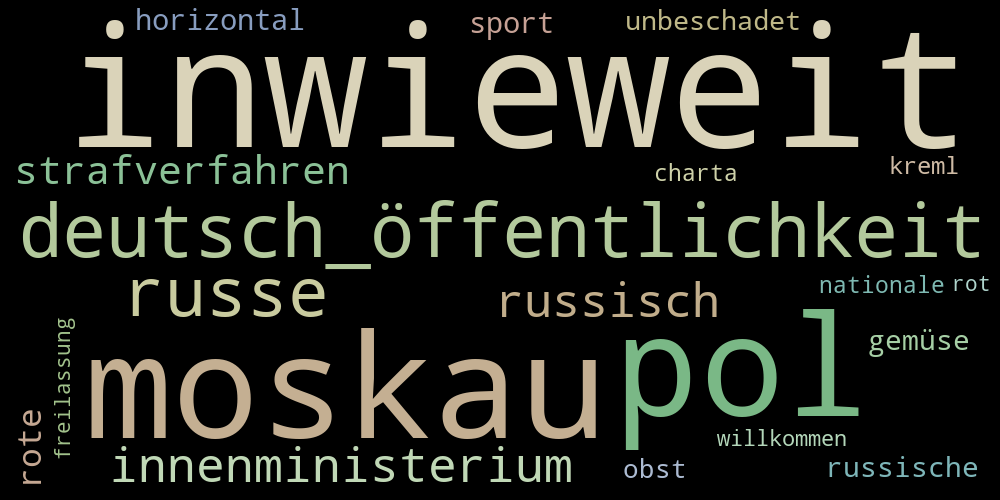 horizontal
sport
unbeschadet
inwieweit
strafverfahren
charta
kreml
deutsch_öffentlichkeit
russe
russisch
nationale
rot
freilassung
moskau
pol
gemüse
rote
willkommen
innenministerium
obst
russische